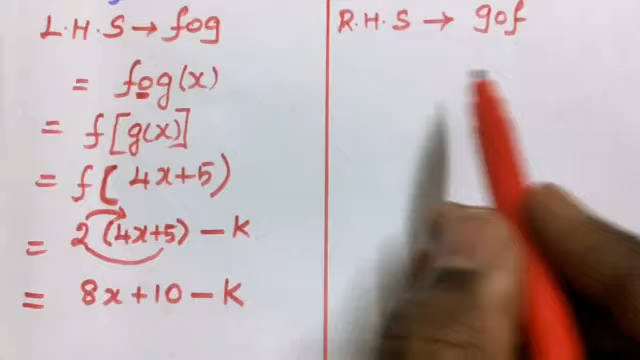 L.H.S → fog
= fog(x)
= f[g(x)]
= f(4x+5)
= 2(4x+5) - K
= 8x+10-K
R.H.S → gof